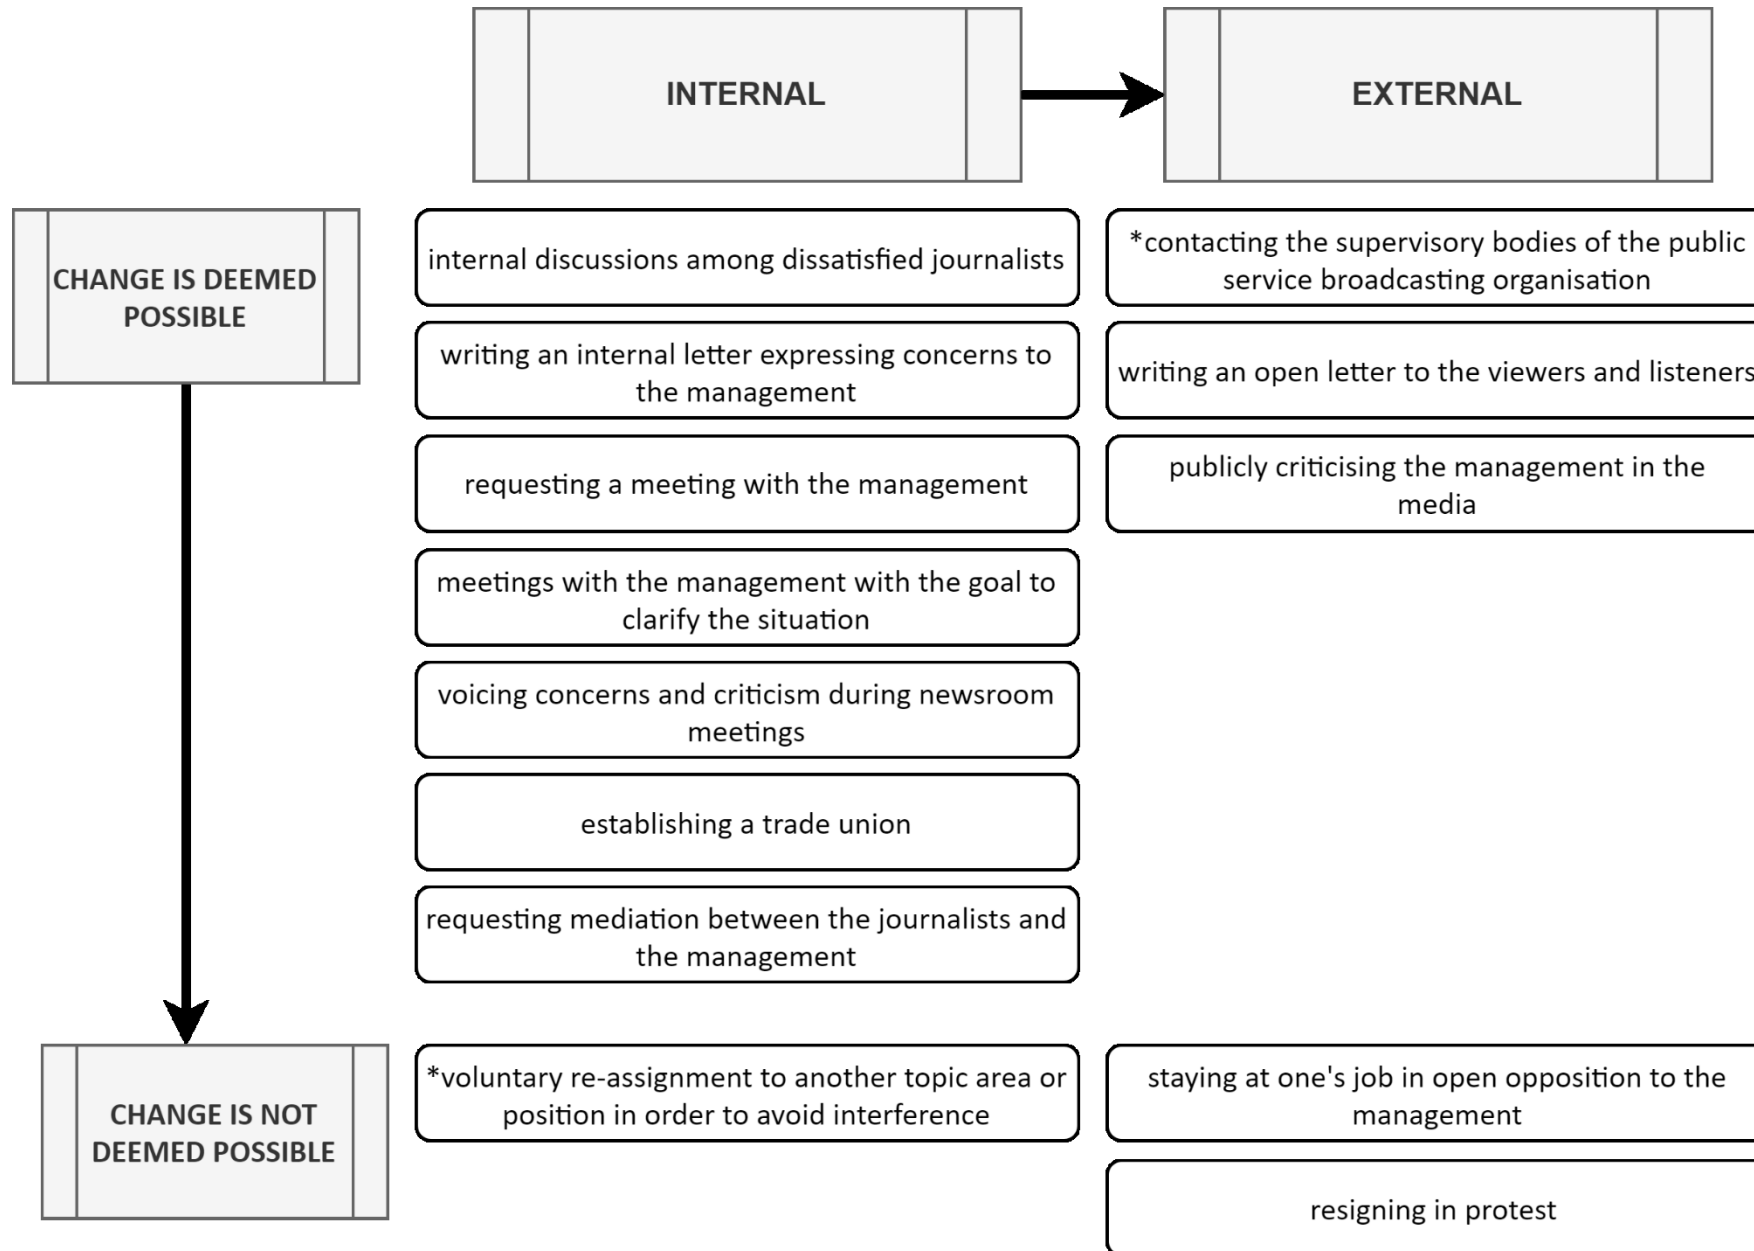 INTERNAL
EXTERNAL
CHANGE IS DEEMED
POSSIBLE
internal discussions among dissatisfied journalists
*contacting the supervisory bodies of the public
service broadcasting organisation
writing an internal letter expressing concerns to
the management
writing an open letter to the viewers and listeners
requesting a meeting with the management
publicly criticising the management in the
media
meetings with the management with the goal to
clarify the situation
voicing concerns and criticism during newsroom
meetings
establishing a trade union
requesting mediation between the journalists and
the management
CHANGE IS NOT
DEEMED POSSIBLE
*voluntary re-assignment to another topic area or
position in order to avoid interference
staying at one's job in open opposition to the
management
resigning in protest